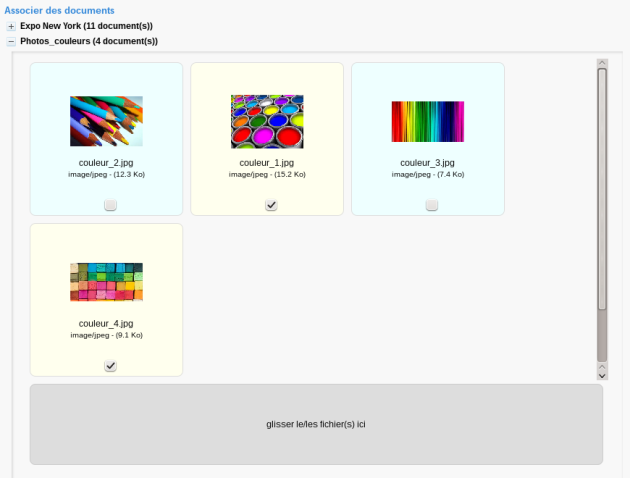 Associer des documents
Expo New York (11 document(s))
Photos_couleurs (4 document(s))
couleur_2.jpg
image/jpeg - (12.3 Ko)
couleur_1.jpg
image/jpeg - (15.2 Ko)
couleur_3.jpg
image/jpeg - (7.4 Ko)
couleur_4.jpg
image/jpeg - (9.1 Ko)
glisser le/les fichier(s) ici